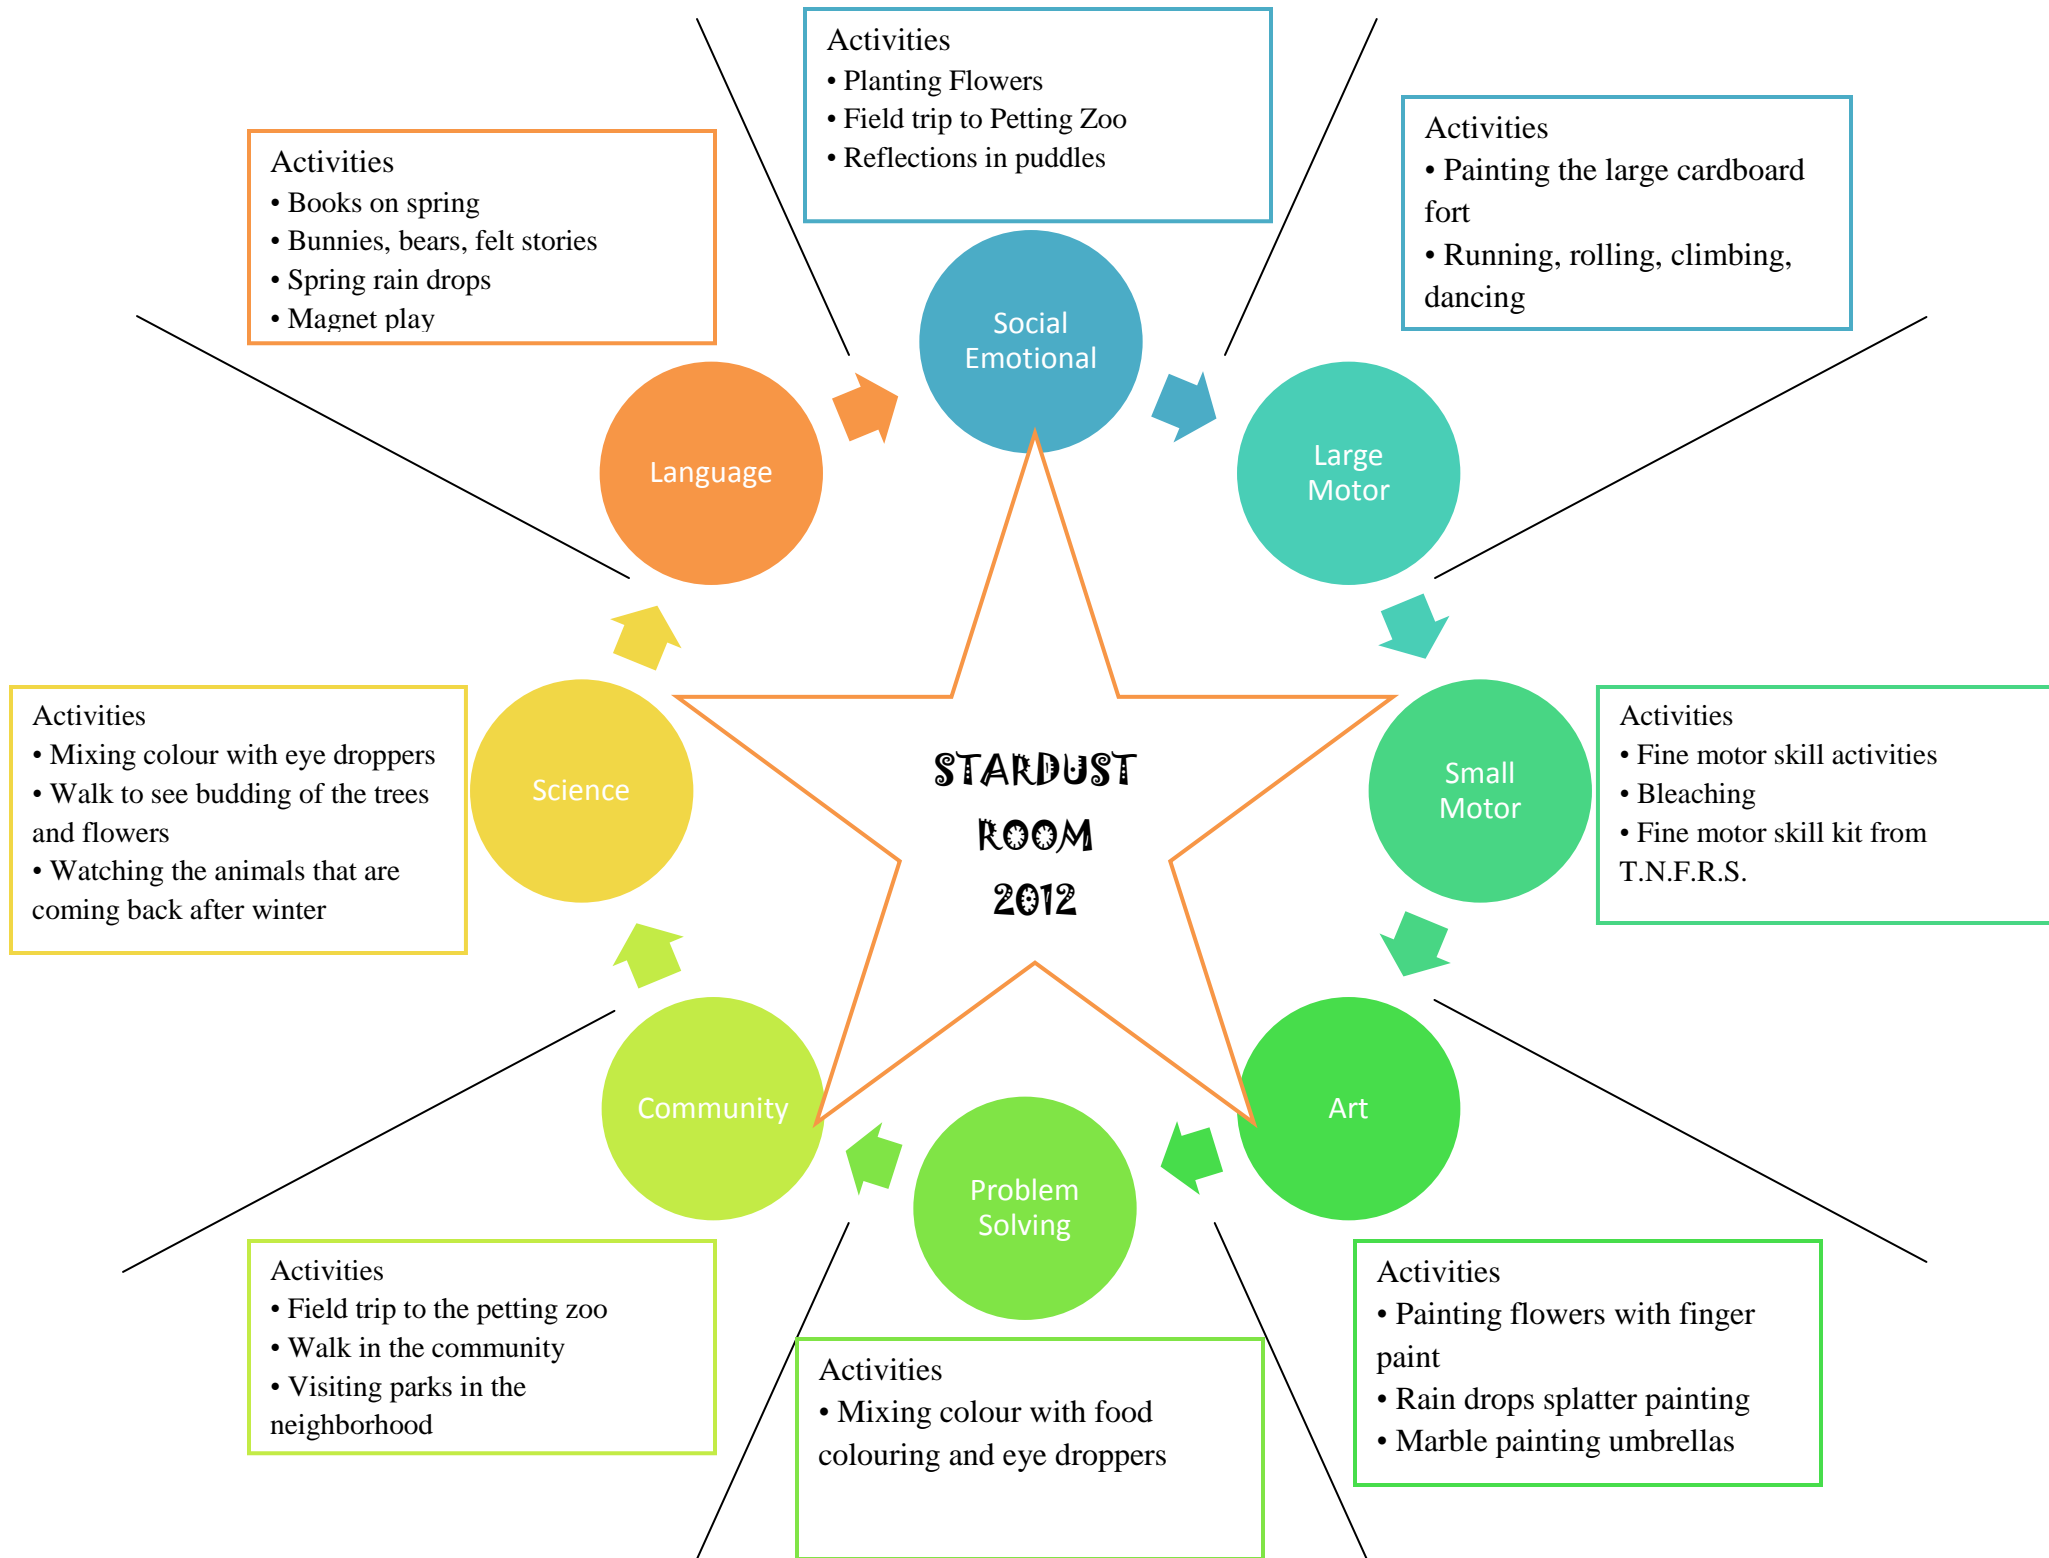 Activities
• Planting Flowers
• Field trip to Petting Zoo
• Reflections in puddles
Activities
• Painting the large cardboard
fort
• Running, rolling, climbing,
dancing
Activities
• Books on spring
• Bunnies, bears, felt stories
• Spring rain drops
• Magnet play
Social
Emotional
Large
Motor
Language
Activities
• Mixing colour with eye droppers
• Walk to see budding of the trees
and flowers
• Watching the animals that are
coming back after winter
Science
STARDUST
ROOM
2012
Small
Motor
Activities
• Fine motor skill activities
• Bleaching
• Fine motor skill kit from
T.N.F.R.S.
Community
Problem
Solving
Art
Activities
• Field trip to the petting zoo
• Walk in the community
• Visiting parks in the
neighborhood
Activities
• Mixing colour with food
colouring and eye droppers
Activities
• Painting flowers with finger
paint
• Rain drops splatter painting
• Marble painting umbrellas